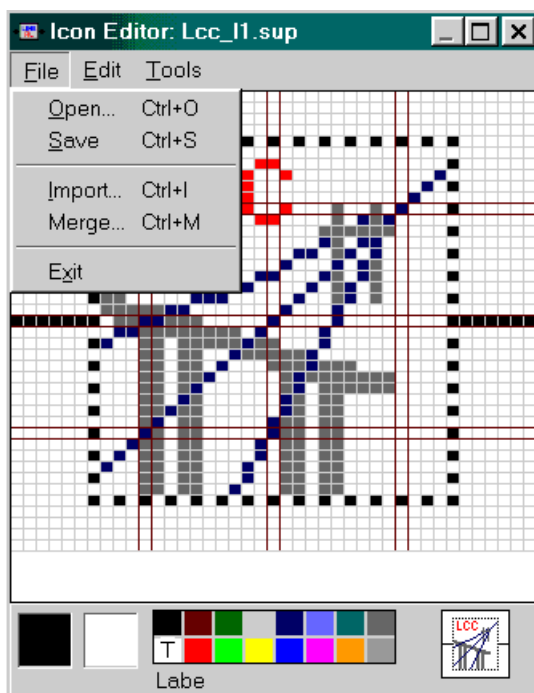 Icon Editor: Lcc_l1.sup
File Edit Tools
Open... Ctrl+O
Save Ctrl+S
Import... Ctrl+I
Merge... Ctrl+M
Exit
C
T
LCC
Labe